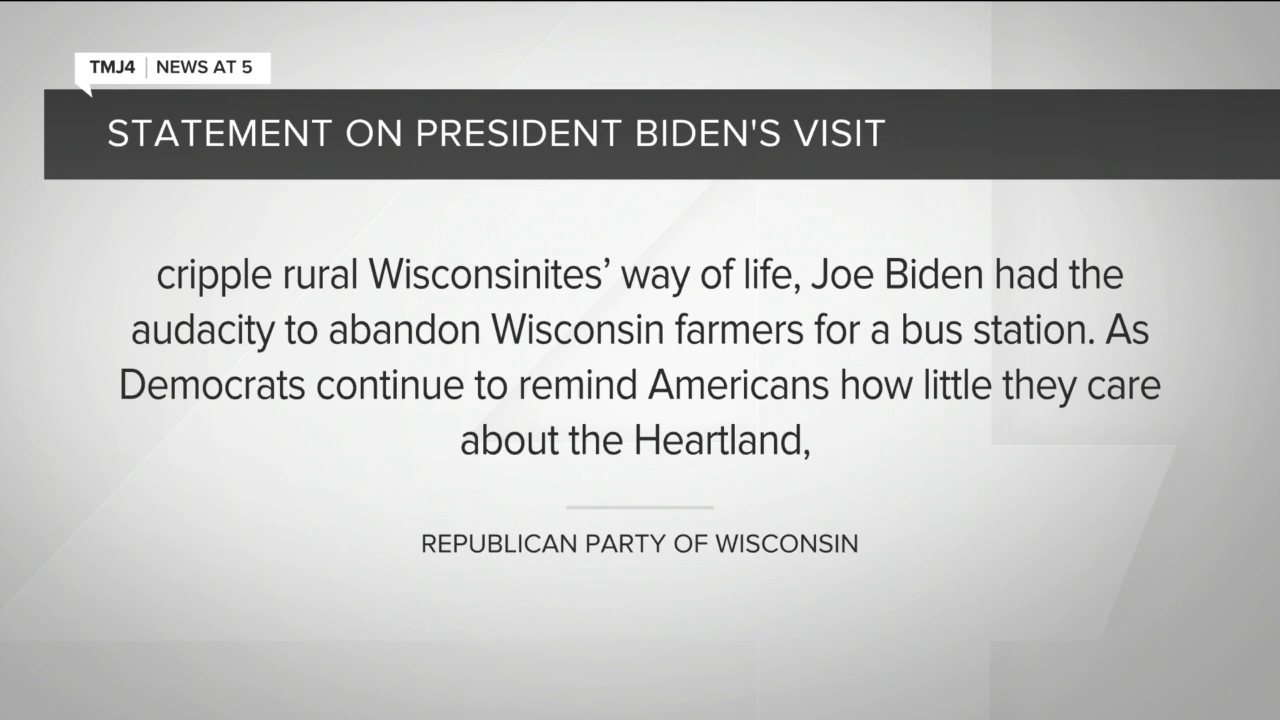 TMJ4 | NEWS AT 5
STATEMENT ON PRESIDENT BIDEN'S VISIT
cripple rural Wisconsinites’ way of life, Joe Biden had the
audacity to abandon Wisconsin farmers for a bus station. As
Democrats continue to remind Americans how little they care
about the Heartland,
REPUBLICAN PARTY OF WISCONSIN